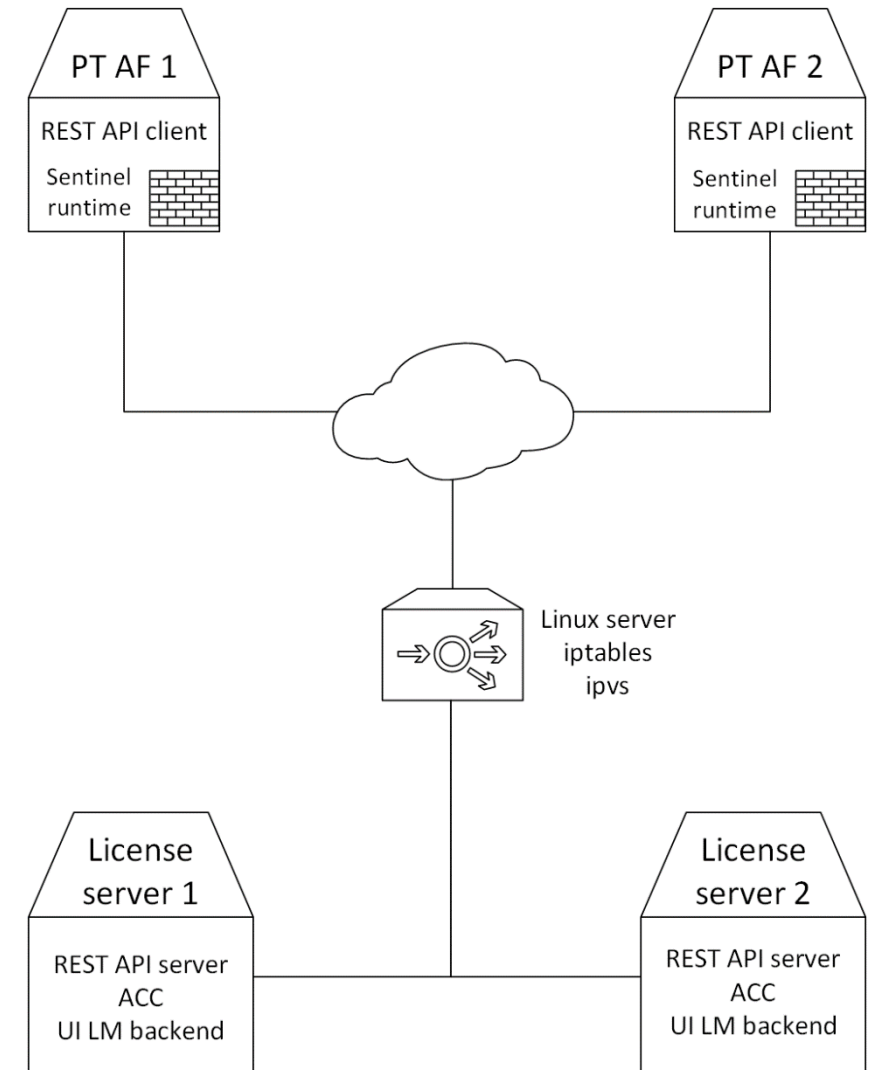 PT AF 1
REST API client
Sentinel
runtime
PT AF 2
REST API client
Sentinel
runtime
Linux server
iptables
ipvs
License
server 1
REST API server
ACC
UI LM backend
License
server 2
REST API server
ACC
UI LM backend